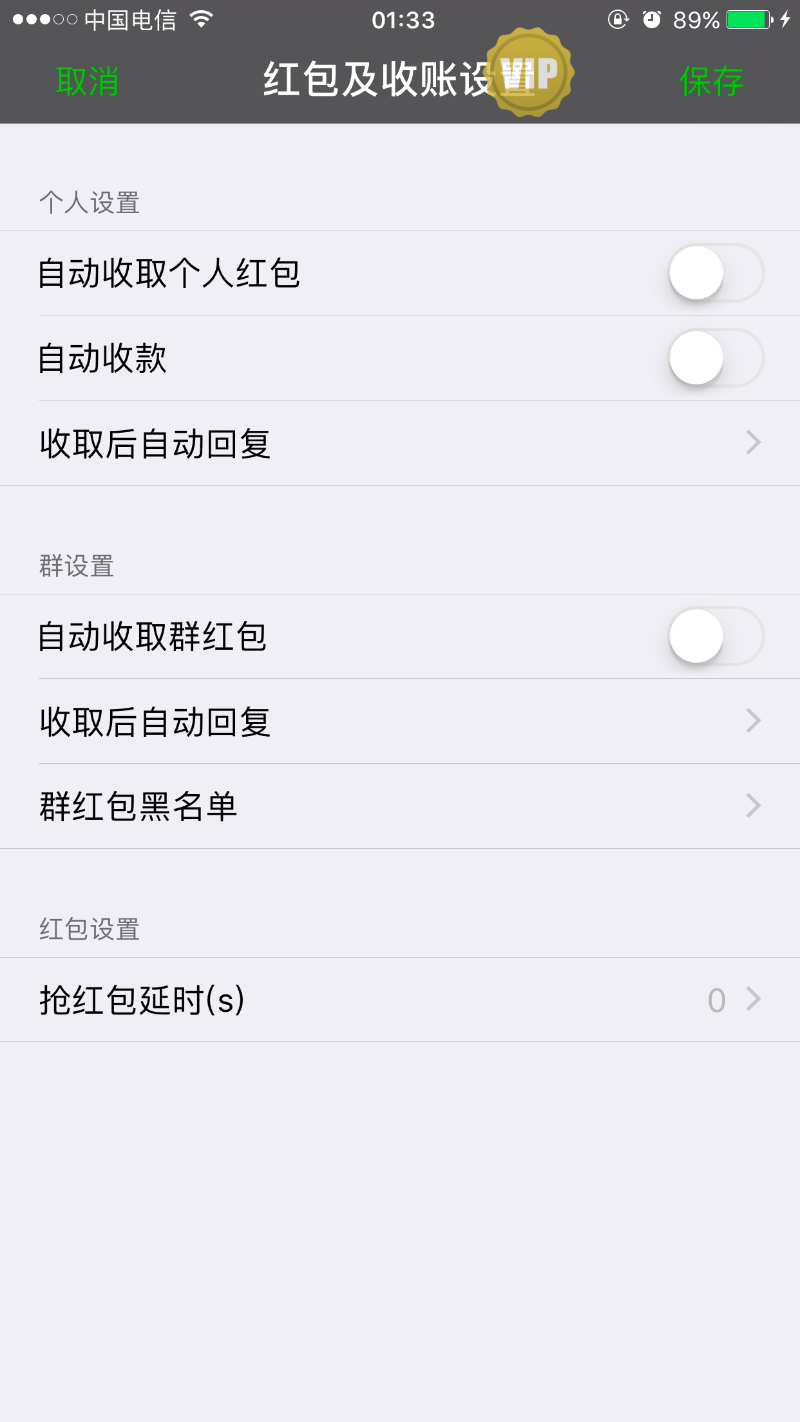 中国电信 01:33 89%
取消 红包及收账设置 VIP 保存
个人设置
自动收取个人红包
自动收款
收取后自动回复
群设置
自动收取群红包
收取后自动回复
群红包黑名单
红包设置
抢红包延时(s) 0